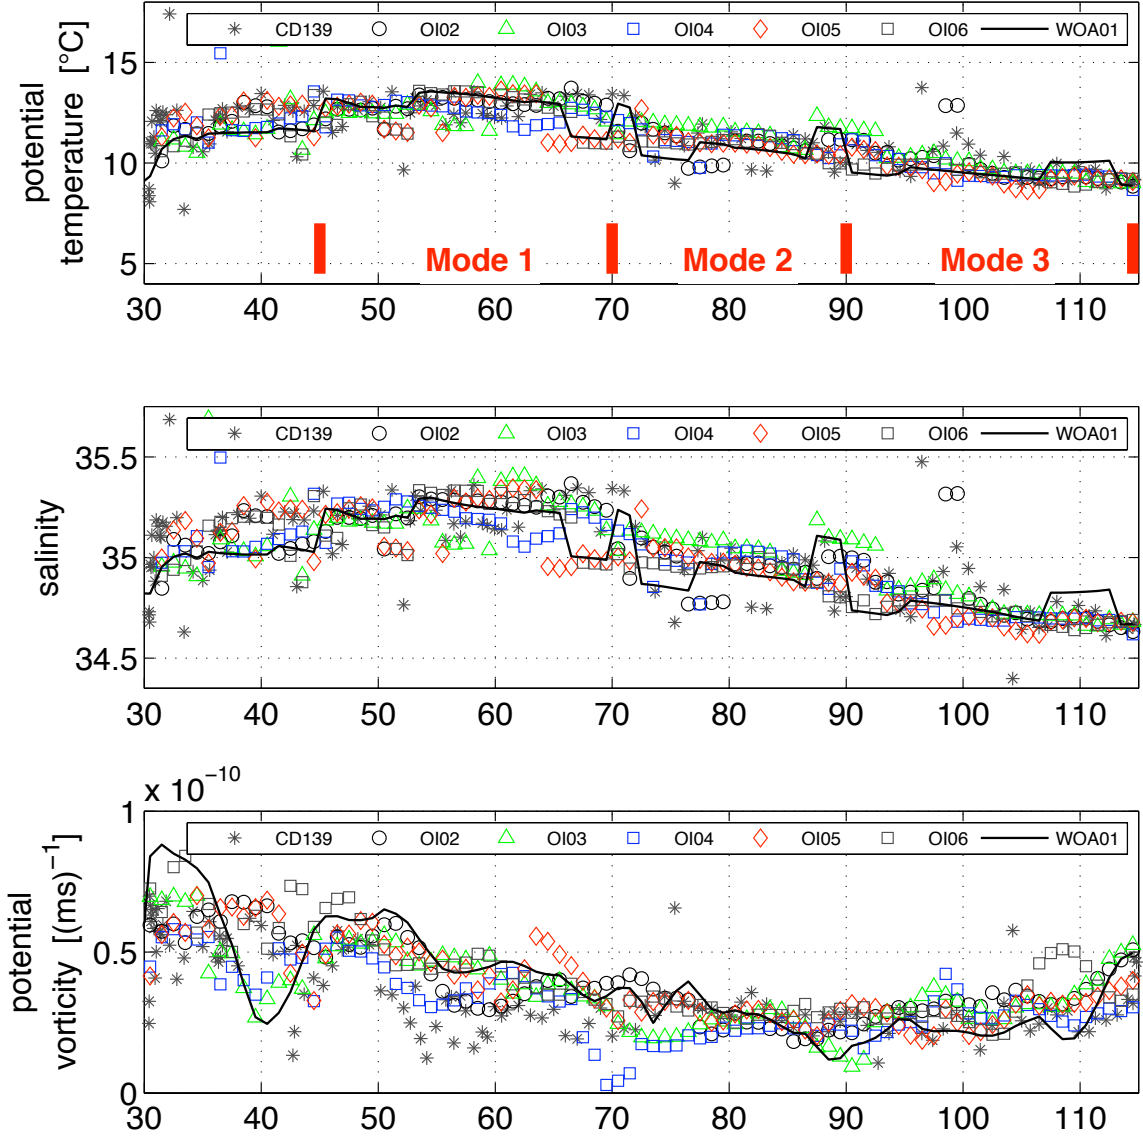 potential
temperature [°C]
CD139 OI02 OI03 OI04 OI05 OI06 WOA01
15
10
5
Mode 1 Mode 2 Mode 3
30 40 50 60 70 80 90 100 110
salinity
CD139 OI02 OI03 OI04 OI05 OI06 WOA01
35.5
35
34.5
30 40 50 60 70 80 90 100 110
potential
vorticity [(ms)⁻¹]
x 10⁻¹⁰
1
CD139 OI02 OI03 OI04 OI05 OI06 WOA01
0.5
0
30 40 50 60 70 80 90 100 110